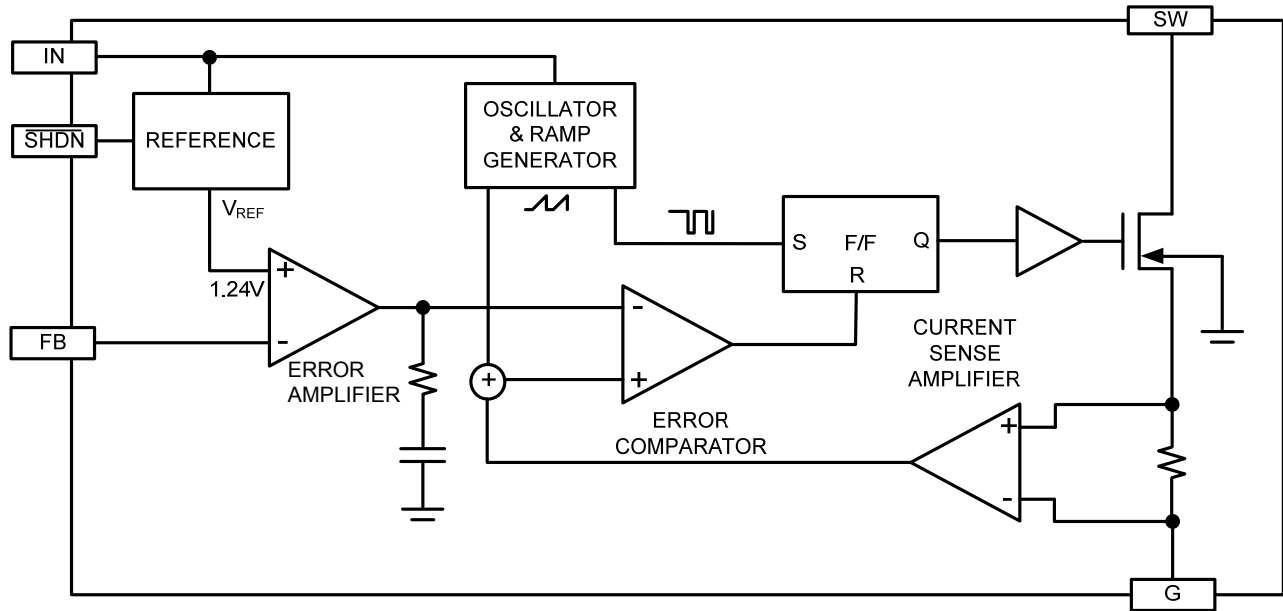 SW
IN
SHDN
REFERENCE
OSCILLATOR
& RAMP
GENERATOR
VREF
1.24V
+
-
S
F/F
Q
R
FB
ERROR
AMPLIFIER
-
+
+
ERROR
COMPARATOR
CURRENT
SENSE
AMPLIFIER
+
-
G